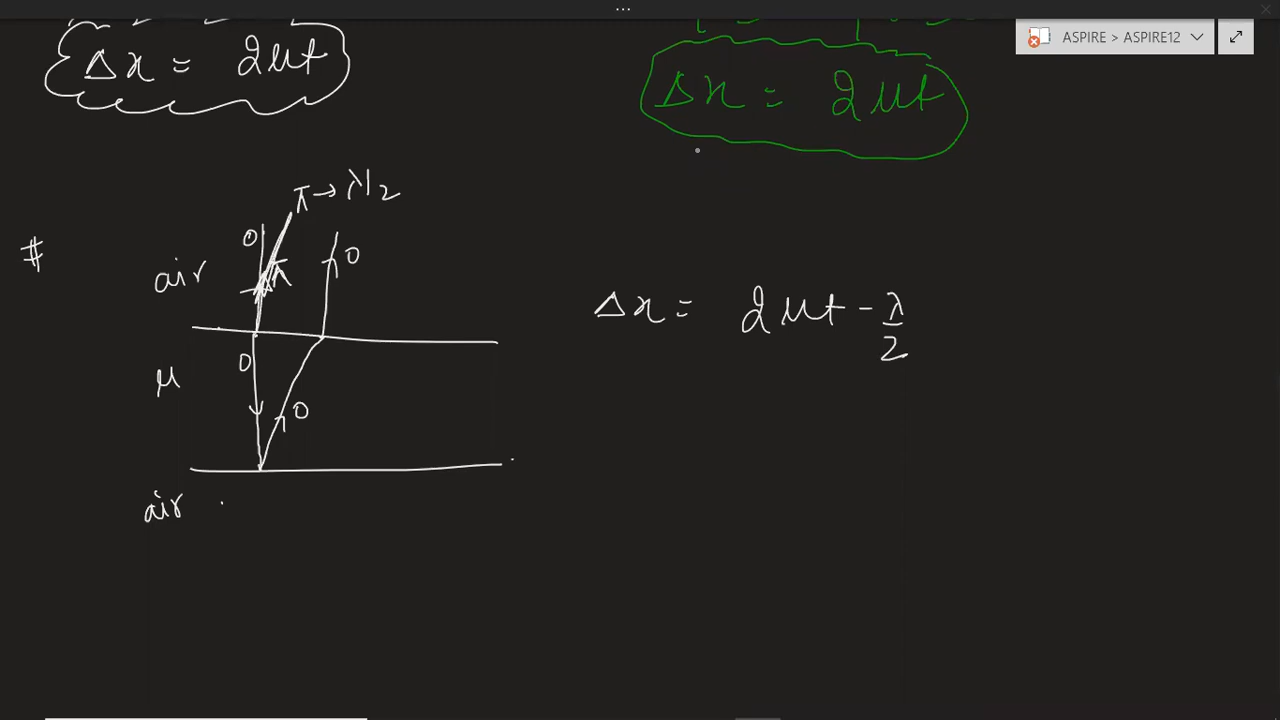 ...
ASPIRE > ASPIRE12
Δx = 2μt
Δx = 2μt
π → λ/2
#
air
0
π
0
Δx = 2μt - λ/2
μ
0
0
air